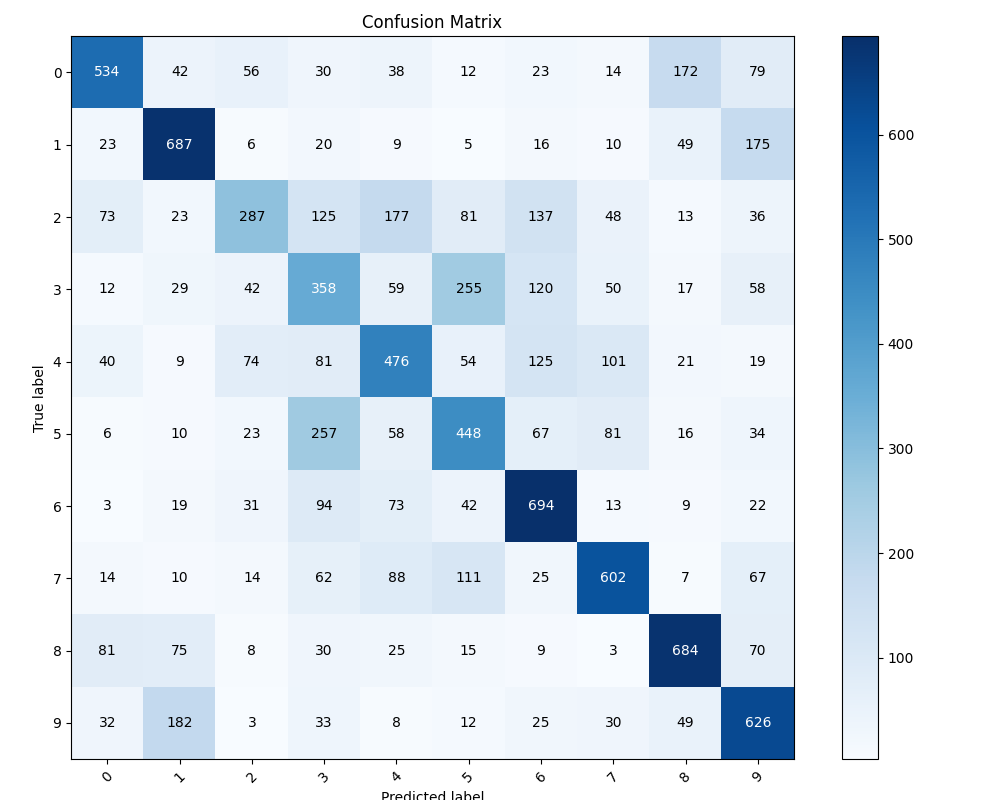 Confusion Matrix
0 534 42 56 30 38 12 23 14 172 79
1 23 687 6 20 9 5 16 10 49 175
2 73 23 287 125 177 81 137 48 13 36
3 12 29 42 358 59 255 120 50 17 58
4 40 9 74 81 476 54 125 101 21 19
5 6 10 23 257 58 448 67 81 16 34
6 3 19 31 94 73 42 694 13 9 22
7 14 10 14 62 88 111 25 602 7 67
8 81 75 8 30 25 15 9 3 684 70
9 32 182 3 33 8 12 25 30 49 626
0 1 2 3 4 5 6 7 8 9
True label
Predicted label
600
500
400
300
200
100